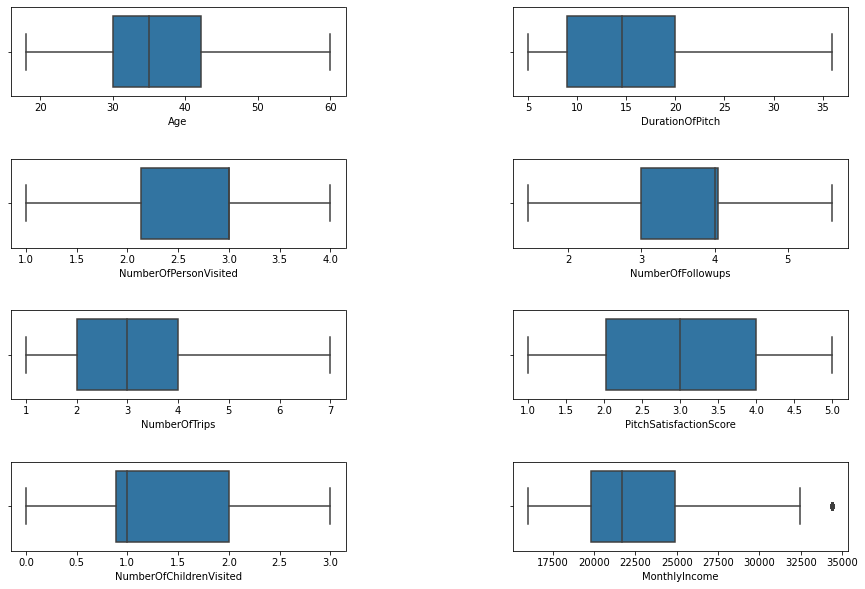 20 30 40 50 60
Age
5 10 15 20 25 30 35
DurationOfPitch
1.0 1.5 2.0 2.5 3.0 3.5 4.0
NumberOfPersonVisited
2 3 4 5
NumberOfFollowups
1 2 3 4 5 6 7
NumberOfTrips
1.0 1.5 2.0 2.5 3.0 3.5 4.0 4.5 5.0
PitchSatisfactionScore
0.0 0.5 1.0 1.5 2.0 2.5 3.0
NumberOfChildrenVisited
17500 20000 22500 25000 27500 30000 32500 35000
MonthlyIncome